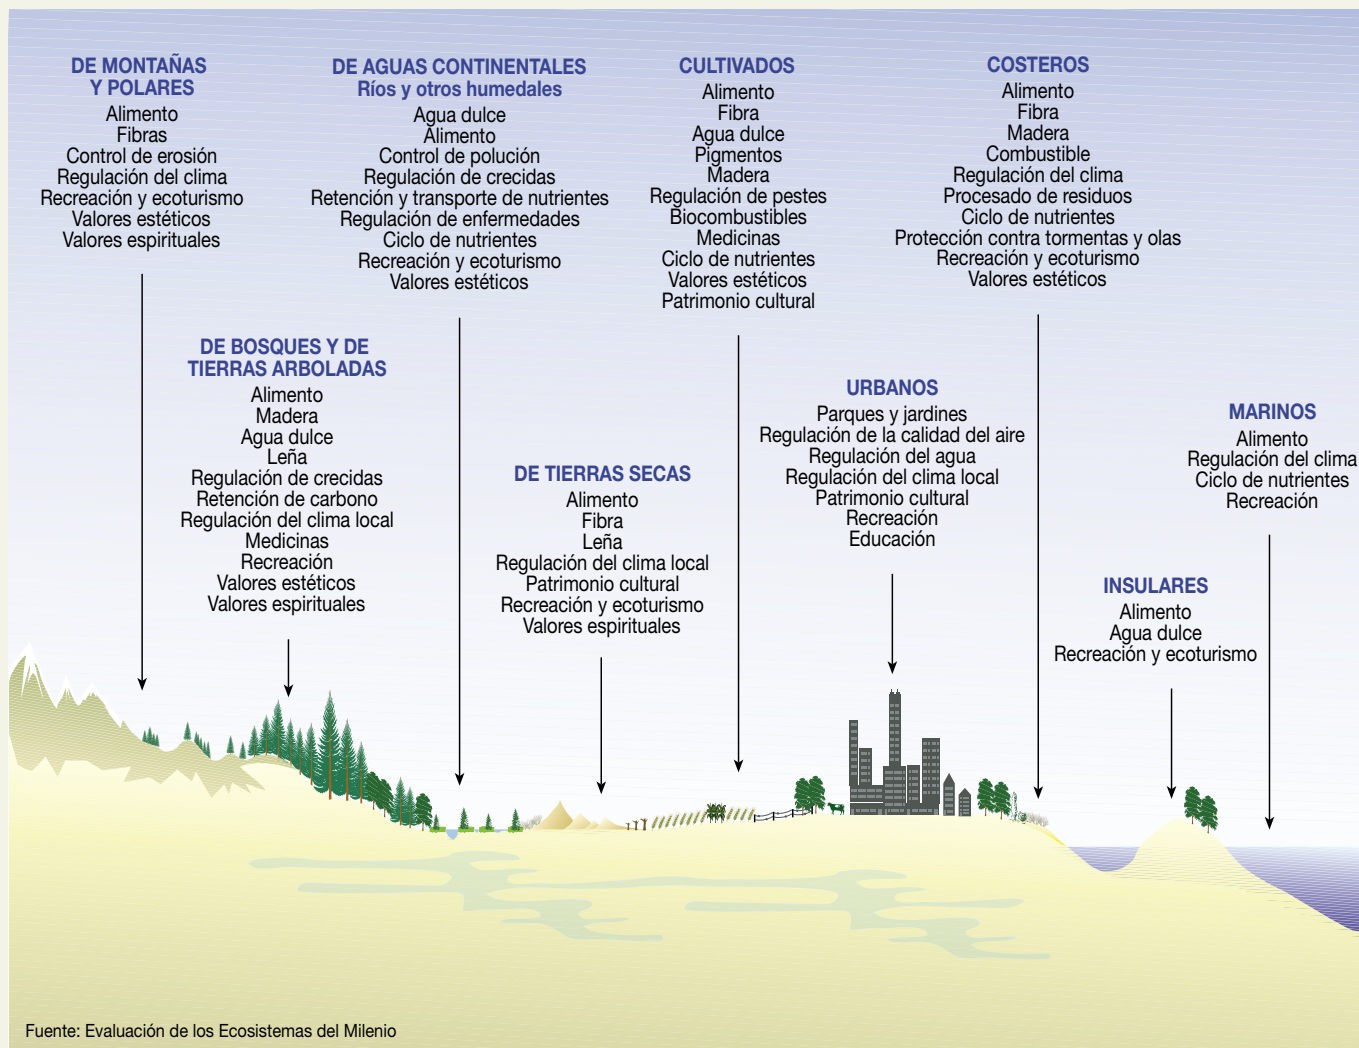 DE MONTAÑAS
Y POLARES
Alimento
Fibras
Control de erosión
Regulación del clima
Recreación y ecoturismo
Valores estéticos
Valores espirituales
DE AGUAS CONTINENTALES
Ríos y otros humedales
Agua dulce
Alimento
Control de polución
Regulación de crecidas
Retención y transporte de nutrientes
Regulación de enfermedades
Ciclo de nutrientes
Recreación y ecoturismo
Valores estéticos
CULTIVADOS
Alimento
Fibra
Agua dulce
Pigmentos
Madera
Regulación de pestes
Biocombustibles
Medicinas
Ciclo de nutrientes
Valores estéticos
Patrimonio cultural
COSTEROS
Alimento
Fibra
Madera
Combustible
Regulación del clima
Procesado de residuos
Ciclo de nutrientes
Protección contra tormentas y olas
Recreación y ecoturismo
Valores estéticos
DE BOSQUES Y DE
TIERRAS ARBOLADAS
Alimento
Madera
Agua dulce
Leña
Regulación de crecidas
Retención de carbono
Regulación del clima local
Medicinas
Recreación
Valores estéticos
Valores espirituales
DE TIERRAS SECAS
Alimento
Fibra
Leña
Regulación del clima local
Patrimonio cultural
Recreación y ecoturismo
Valores espirituales
URBANOS
Parques y jardines
Regulación de la calidad del aire
Regulación del agua
Regulación del clima local
Patrimonio cultural
Recreación
Educación
MARINOS
Alimento
Regulación del clima
Ciclo de nutrientes
Recreación
INSULARES
Alimento
Agua dulce
Recreación y ecoturismo
Fuente: Evaluación de los Ecosistemas del Milenio